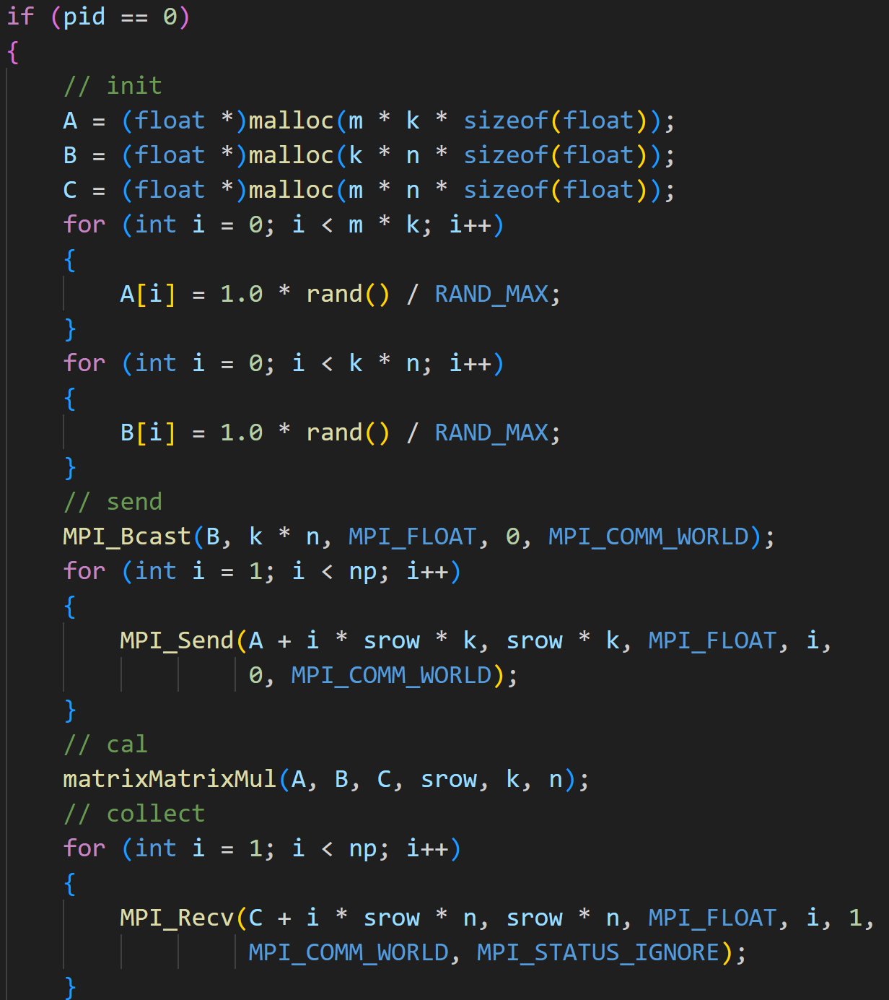 if (pid == 0)
{
    // init
    A = (float *)malloc(m * k * sizeof(float));
    B = (float *)malloc(k * n * sizeof(float));
    C = (float *)malloc(m * n * sizeof(float));
    for (int i = 0; i < m * k; i++)
    {
        A[i] = 1.0 * rand() / RAND_MAX;
    }
    for (int i = 0; i < k * n; i++)
    {
        B[i] = 1.0 * rand() / RAND_MAX;
    }
    // send
    MPI_Bcast(B, k * n, MPI_FLOAT, 0, MPI_COMM_WORLD);
    for (int i = 1; i < np; i++)
    {
        MPI_Send(A + i * srow * k, srow * k, MPI_FLOAT, i,
                 0, MPI_COMM_WORLD);
    }
    // cal
    matrixMatrixMul(A, B, C, srow, k, n);
    // collect
    for (int i = 1; i < np; i++)
    {
        MPI_Recv(C + i * srow * n, srow * n, MPI_FLOAT, i, 1,
                 MPI_COMM_WORLD, MPI_STATUS_IGNORE);
    }